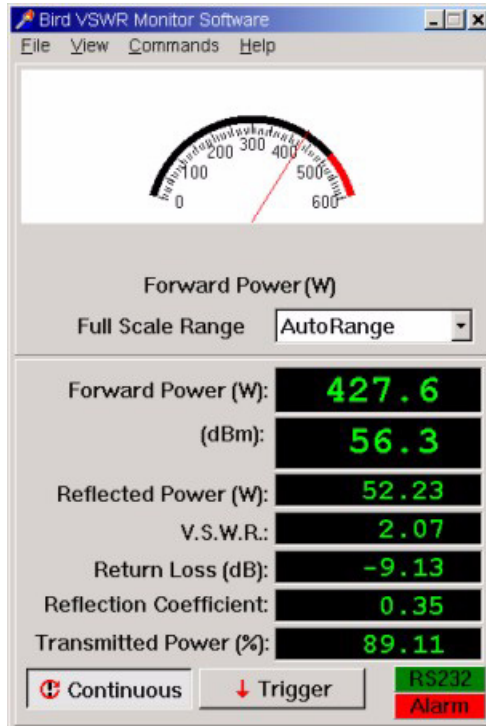 Bird VSWR Monitor Software
File View Commands Help
0 100 200 300 400 500 600
Forward Power (W)
Full Scale Range AutoRange
Forward Power (W): 427.6
(dBm): 56.3
Reflected Power (W): 52.23
V.S.W.R.: 2.07
Return Loss (dB): -9.13
Reflection Coefficient: 0.35
Transmitted Power (%): 89.11
Continuous Trigger RS232
Alarm